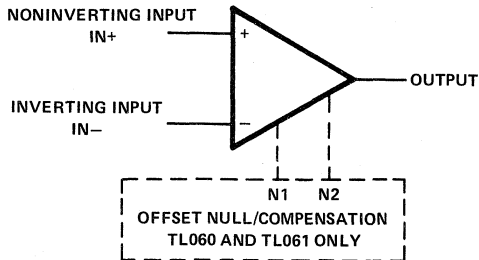 NONINVERTING INPUT
IN+
+
OUTPUT
INVERTING INPUT
IN−
−
N1 N2
OFFSET NULL/COMPENSATION
TL060 AND TL061 ONLY